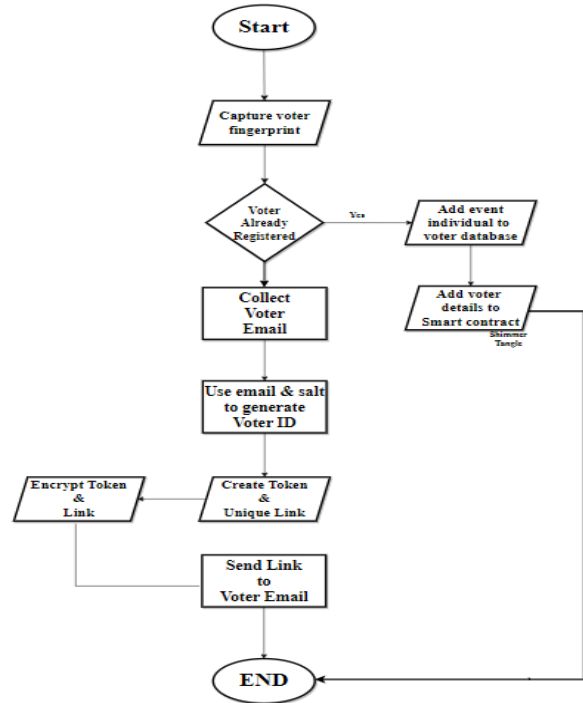 Start
Capture voter
fingerprint
Voter
Already
Registered
Yes
Add event
individual to
voter database
Collect
Voter
Email
Add voter
details to
Smart contract
Shimmer
Tangle
Use email & salt
to generate
Voter ID
Encrypt Token
&
Link
Create Token
&
Unique Link
Send Link
to
Voter Email
END